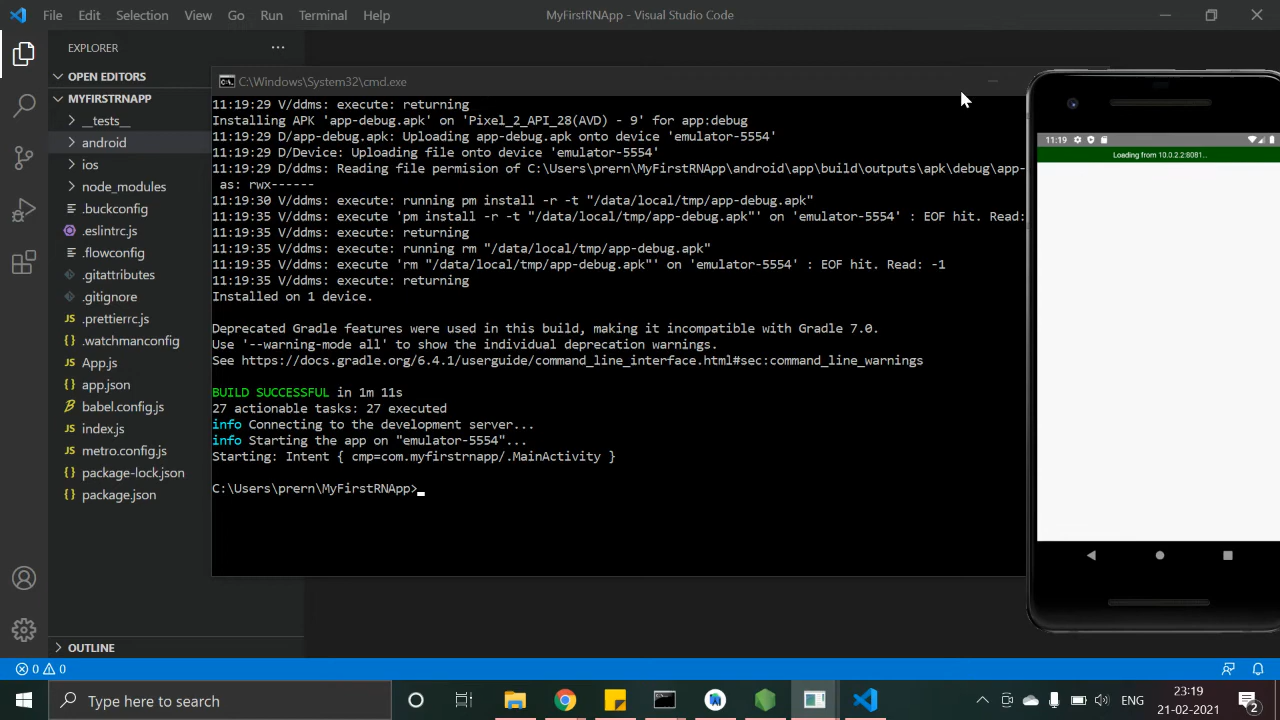 File Edit Selection View Go Run Terminal Help
MyFirstRNApp - Visual Studio Code
EXPLORER
OPEN EDITORS
MYFIRSTRNAPP
__tests__
android
ios
node_modules
.buckconfig
.eslintrc.js
.flowconfig
.gitattributes
.gitignore
.prettierrc.js
.watchmanconfig
App.js
app.json
babel.config.js
index.js
metro.config.js
package-lock.json
package.json
OUTLINE
C:\Windows\System32\cmd.exe
11:19:29 V/ddms: execute: returning
Installing APK 'app-debug.apk' on 'Pixel_2_API_28(AVD) - 9' for app:debug
11:19:29 D/app-debug.apk: Uploading app-debug.apk onto device 'emulator-5554'
11:19:29 D/Device: Uploading file onto device 'emulator-5554'
11:19:29 D/ddms: Reading file permision of C:\Users\prern\MyFirstRNApp\android\app\build\outputs\apk\debug\app-
as: rwx------
11:19:30 V/ddms: execute: running pm install -r -t "/data/local/tmp/app-debug.apk"
11:19:35 V/ddms: execute 'pm install -r -t "/data/local/tmp/app-debug.apk"' on 'emulator-5554' : EOF hit. Read:
11:19:35 V/ddms: execute: returning
11:19:35 V/ddms: execute: running rm "/data/local/tmp/app-debug.apk"
11:19:35 V/ddms: execute 'rm "/data/local/tmp/app-debug.apk"' on 'emulator-5554' : EOF hit. Read: -1
11:19:35 V/ddms: execute: returning
Installed on 1 device.
Deprecated Gradle features were used in this build, making it incompatible with Gradle 7.0.
Use '--warning-mode all' to show the individual deprecation warnings.
See https://docs.gradle.org/6.4.1/userguide/command_line_interface.html#sec:command_line_warnings
BUILD SUCCESSFUL in 1m 11s
27 actionable tasks: 27 executed
info Connecting to the development server...
info Starting the app on "emulator-5554"...
Starting: Intent { cmp=com.myfirstrnapp/.MainActivity }
C:\Users\prern\MyFirstRNApp>
11:19
Loading from 10.0.2.2:8081...
0 0
Type here to search
ENG
23:19
21-02-2021
2